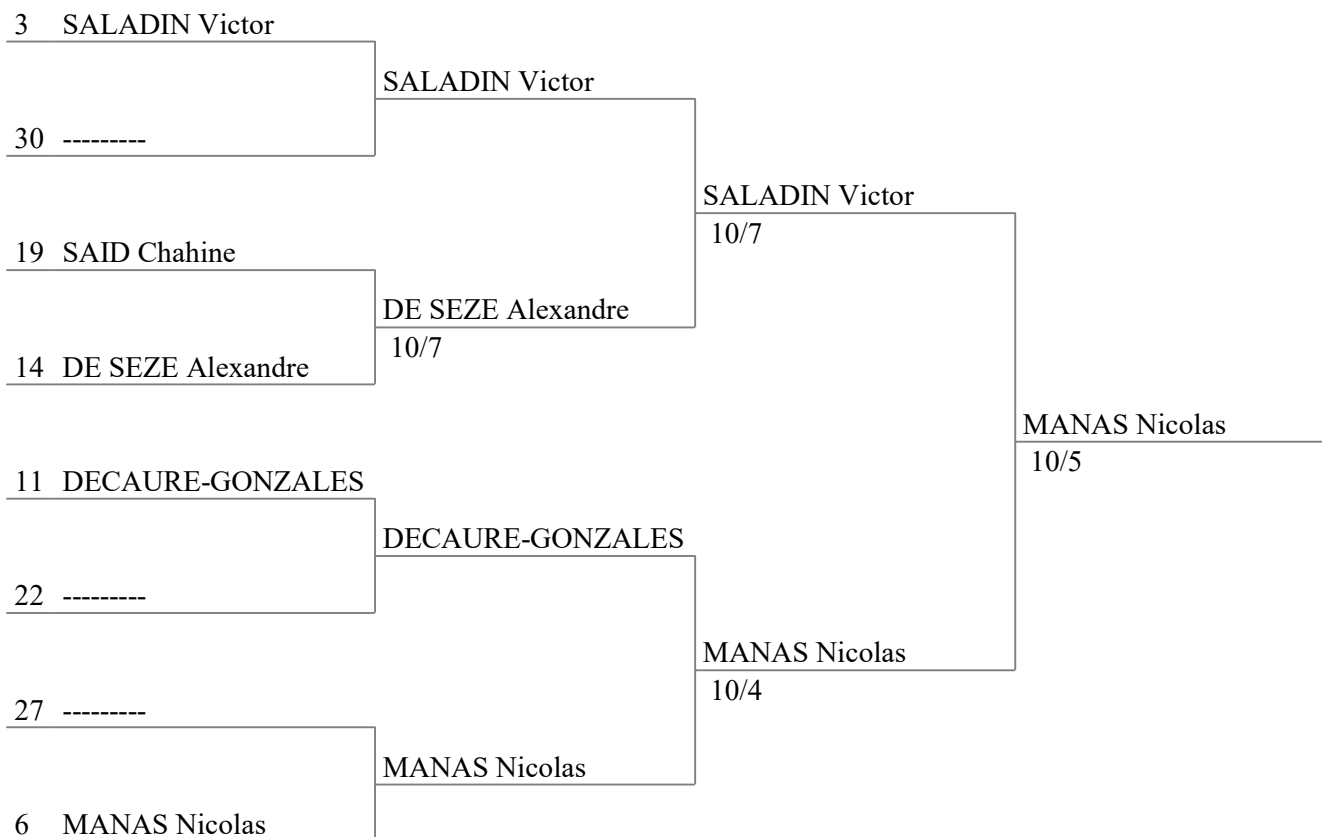 3 SALADIN Victor
SALADIN Victor
30 ---------
SALADIN Victor
10/7
19 SAID Chahine
DE SEZE Alexandre
10/7
14 DE SEZE Alexandre
MANAS Nicolas
10/5
11 DECAURE-GONZALES
DECAURE-GONZALES
22 ---------
MANAS Nicolas
10/4
27 ---------
MANAS Nicolas
6 MANAS Nicolas